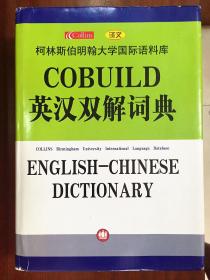 Collins 译文
柯林斯伯明翰大学国际语料库
COBUILD
英汉双解词典
COLLINS Birmingham University International Language Database
ENGLISH-CHINESE
DICTIONARY